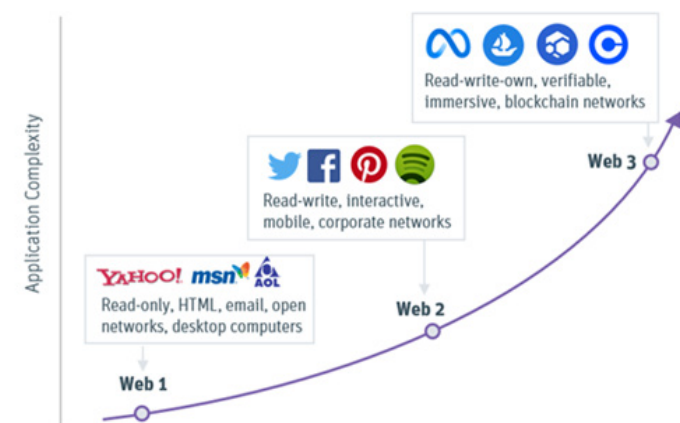 Application Complexity
Read-write-own, verifiable,
immersive, blockchain networks
Web 3
Read-write, interactive,
mobile, corporate networks
Web 2
YAHOO! msn AOL
Read-only, HTML, email, open
networks, desktop computers
Web 1